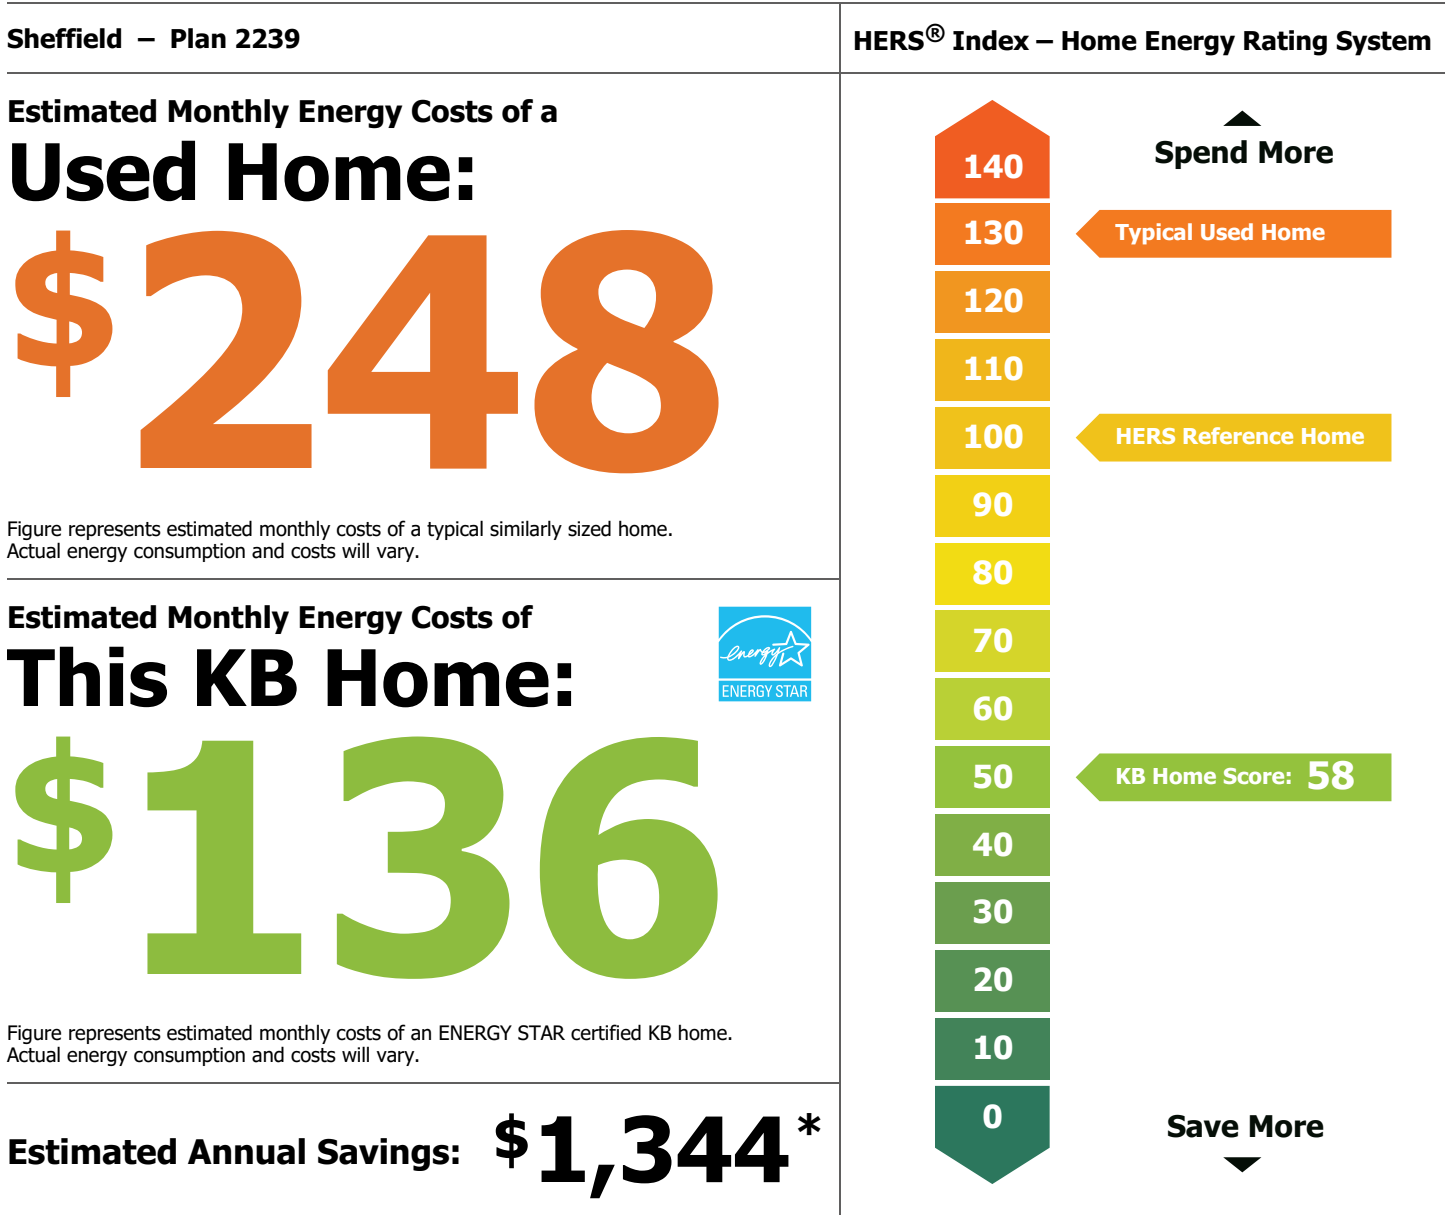 Sheffield – Plan 2239
Estimated Monthly Energy Costs of a
Used Home:
$248
Figure represents estimated monthly costs of a typical similarly sized home.
Actual energy consumption and costs will vary.
Estimated Monthly Energy Costs of
This KB Home:
energy
ENERGY STAR
$136
Figure represents estimated monthly costs of an ENERGY STAR certified KB home.
Actual energy consumption and costs will vary.
Estimated Annual Savings: $1,344*
HERS® Index – Home Energy Rating System
Spend More
140
130 Typical Used Home
120
110
100 HERS Reference Home
90
80
70
60
50 KB Home Score: 58
40
30
20
10
0
Save More